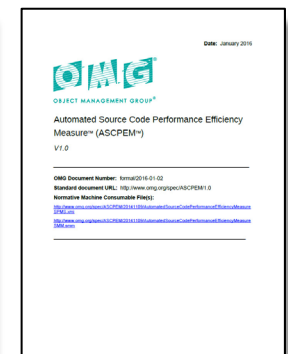 Date: January 2016
OMG®
OBJECT MANAGEMENT GROUP®
Automated Source Code Performance Efficiency
Measure™ (ASCPEM™)
V1.0
OMG Document Number: formal/2016-01-02
Standard document URL: http://www.omg.org/spec/ASCPEM/1.0
Normative Machine Consumable File(s):